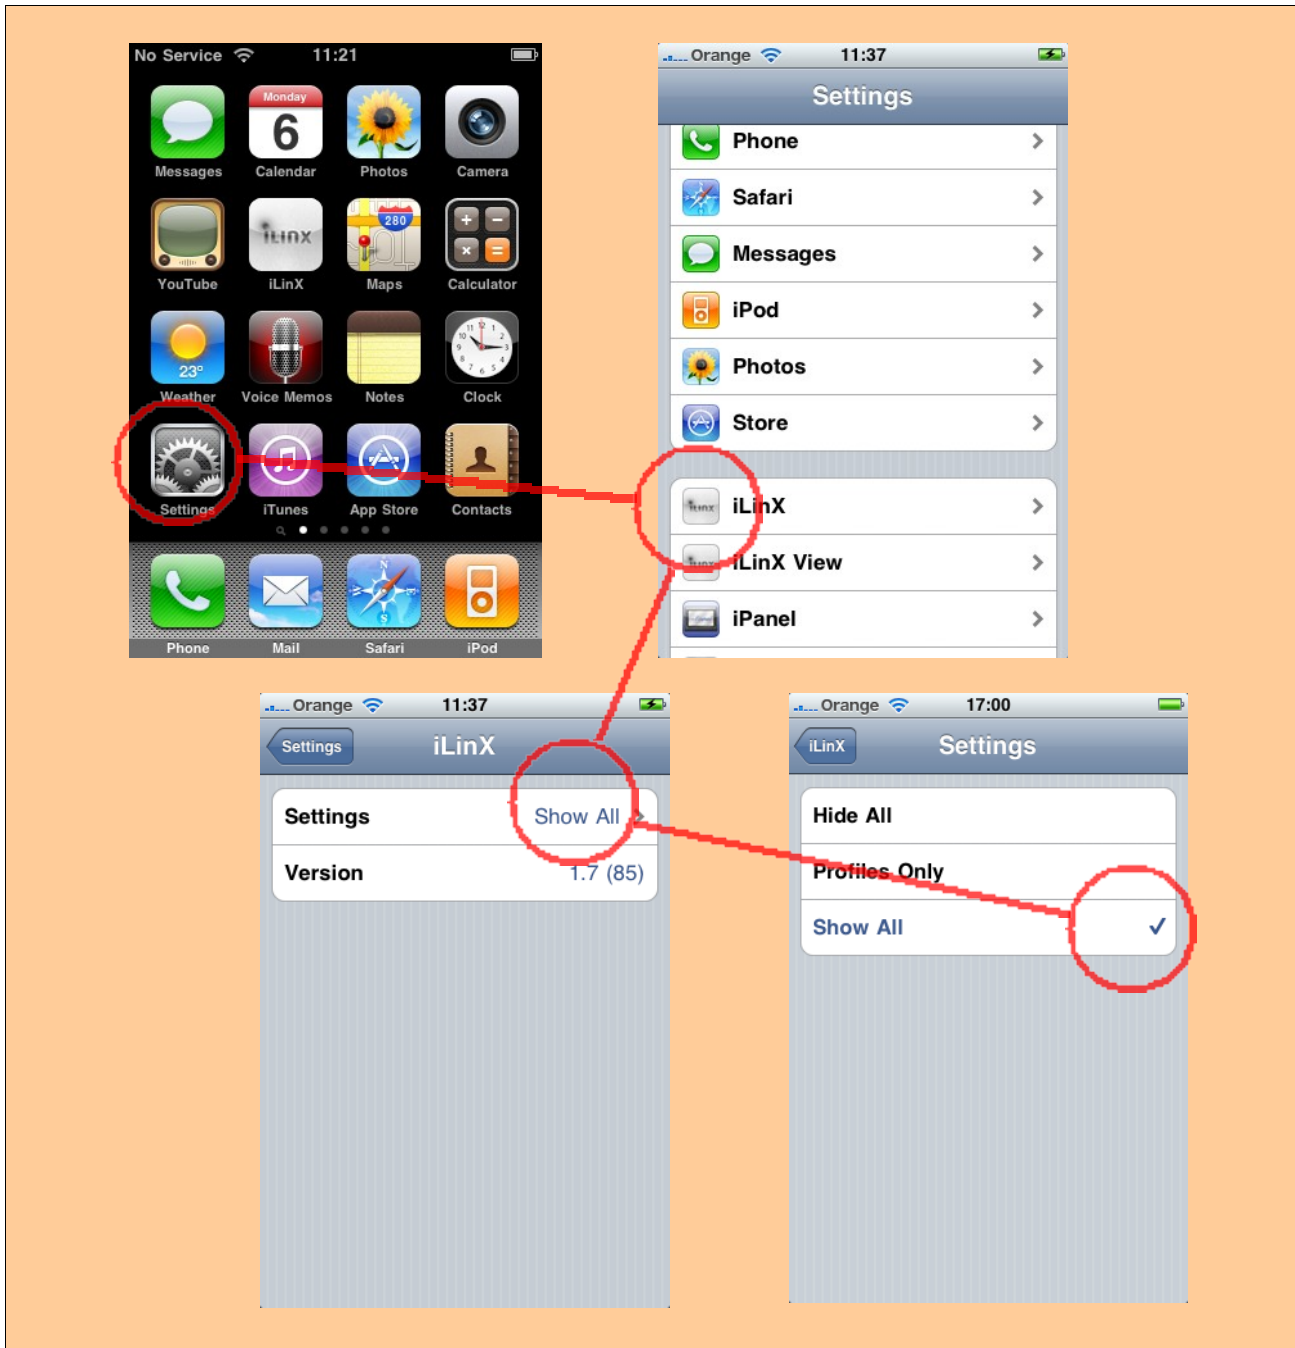 No Service 11:21
Monday
6
Messages Calendar Photos Camera
iLinX 280
YouTube iLinX Maps Calculator
23°
Weather Voice Memos Notes Clock
Settings iTunes App Store Contacts
Phone Mail Safari iPod
Orange 11:37
Settings
Phone
Safari
Messages
iPod
Photos
Store
iLinX
iLinX View
iPanel
Orange 11:37
Settings iLinX
Settings Show All
Version 1.7 (85)
Orange 17:00
iLinX Settings
Hide All
Profiles Only
Show All